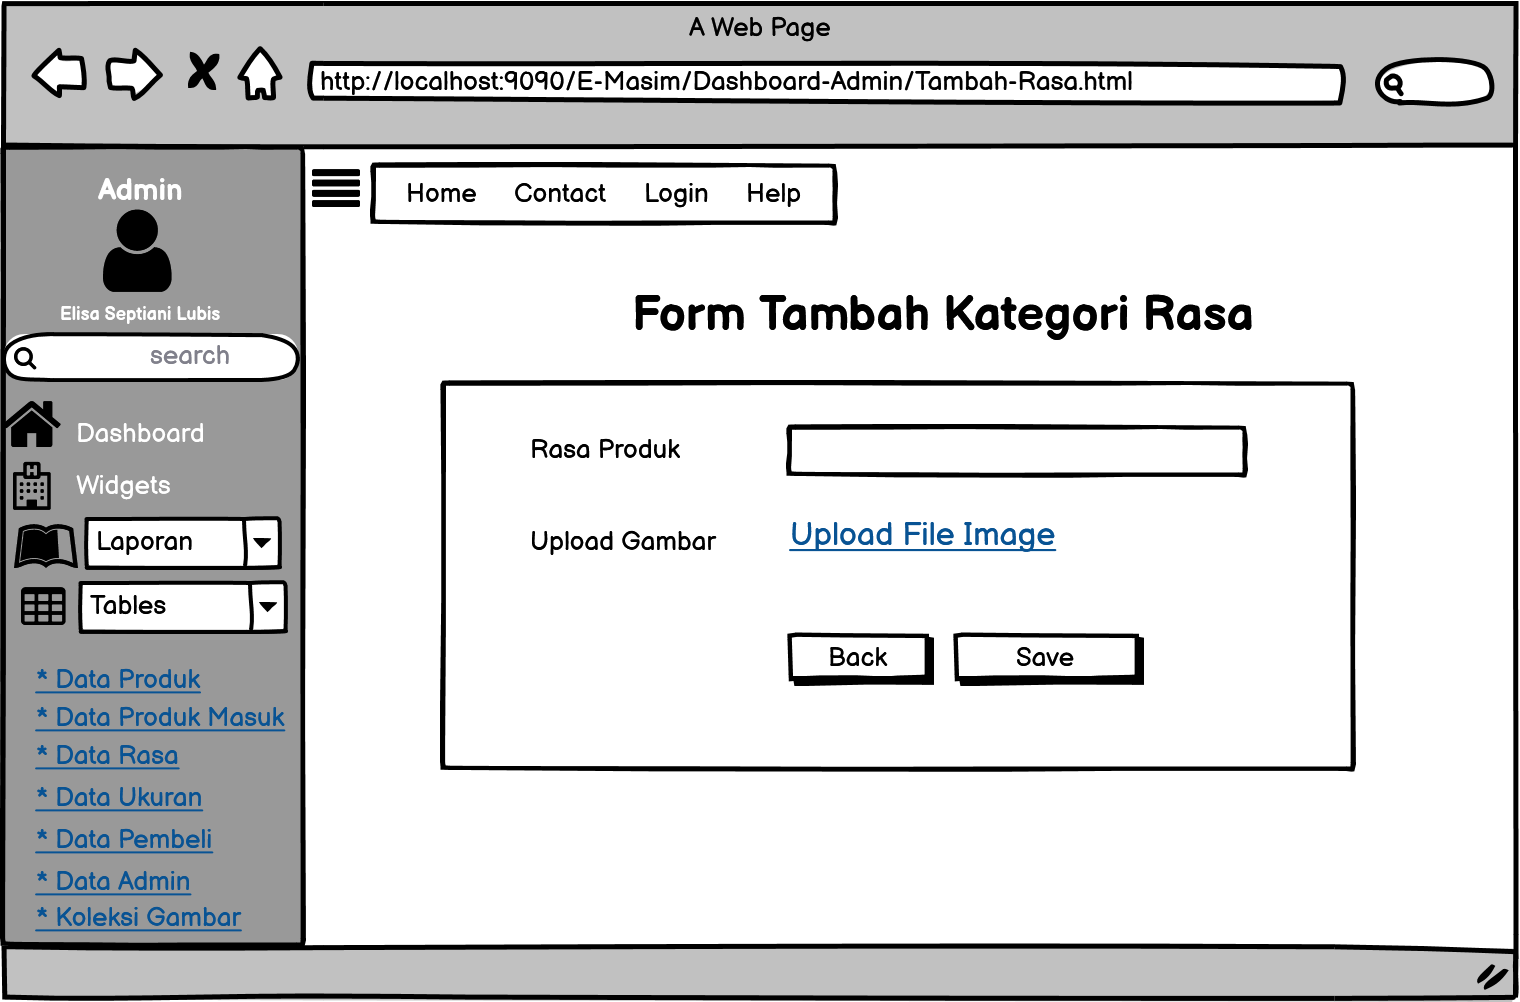 A Web Page
http://localhost:9090/E-Masim/Dashboard-Admin/Tambah-Rasa.html
Admin
Elisa Septiani Lubis
search
Dashboard
Widgets
Laporan
Tables
* Data Produk
* Data Produk Masuk
* Data Rasa
* Data Ukuran
* Data Pembeli
* Data Admin
* Koleksi Gambar
Home Contact Login Help
Form Tambah Kategori Rasa
Rasa Produk
Upload Gambar Upload File Image
Back Save